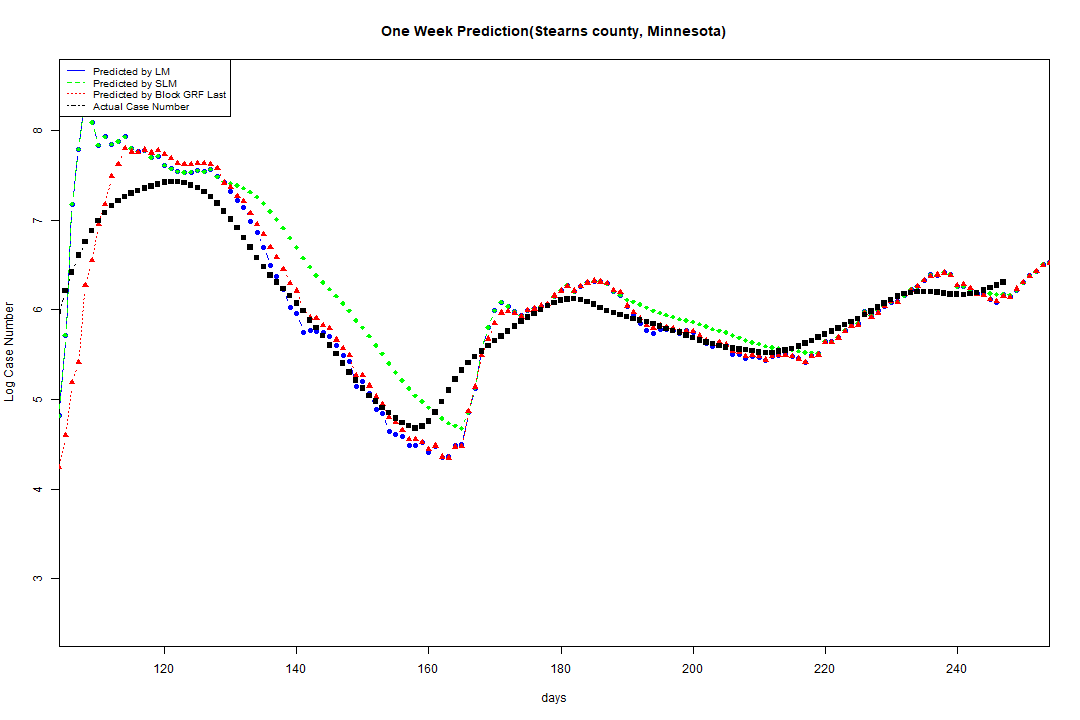 One Week Prediction(Stearns county, Minnesota)
Predicted by LM
Predicted by SLM
Predicted by Block GRF Last
Actual Case Number
8
7
6
5
4
3
Log Case Number
120 140 160 180 200 220 240
days